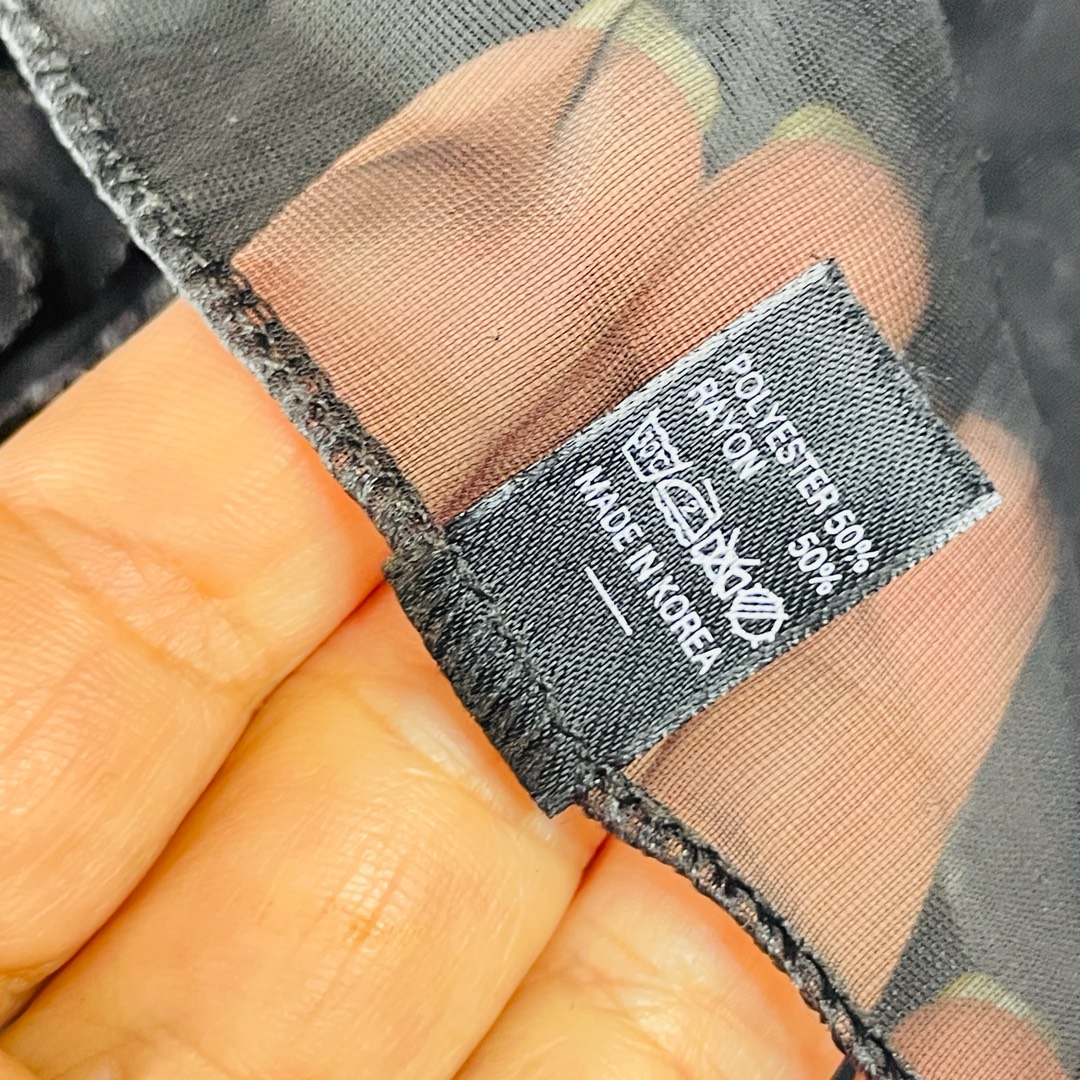 POLYESTER 50%
RAYON 50%
MADE IN KOREA